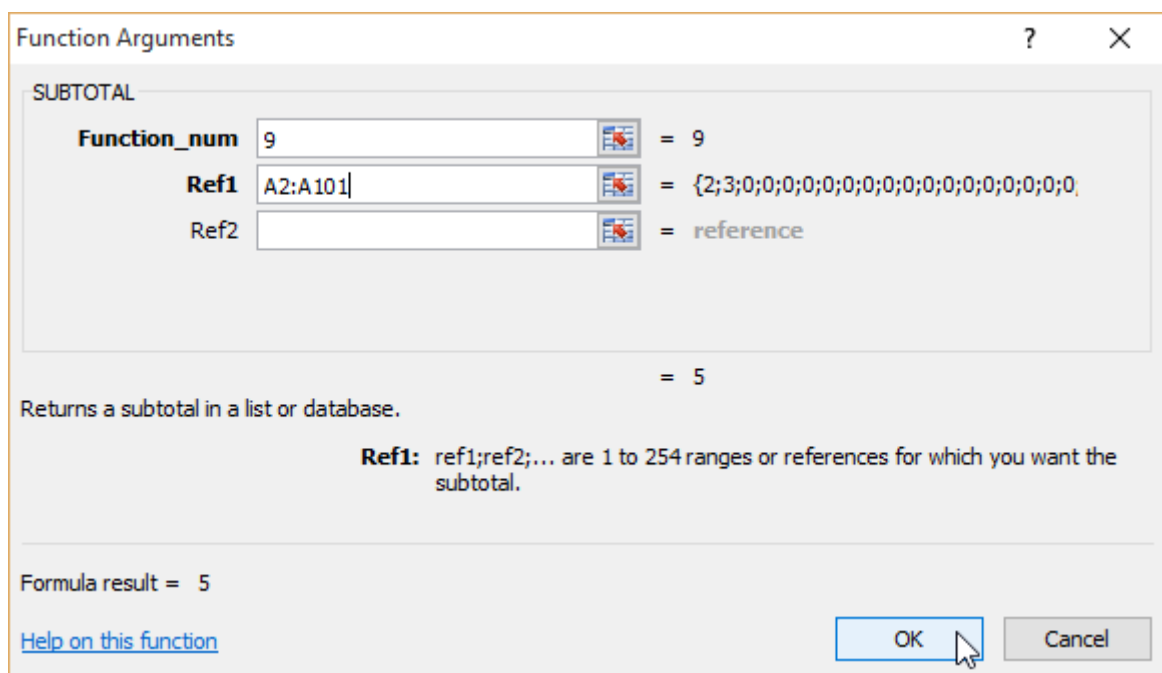 Function Arguments ? ×
SUBTOTAL
Function_num 9 = 9
Ref1 A2:A101 = {2;3;0;0;0;0;0;0;0;0;0;0;0;0;0;0;0;0;0;
Ref2 = reference
= 5
Returns a subtotal in a list or database.
Ref1: ref1;ref2;... are 1 to 254 ranges or references for which you want the
subtotal.
Formula result = 5
Help on this function OK Cancel